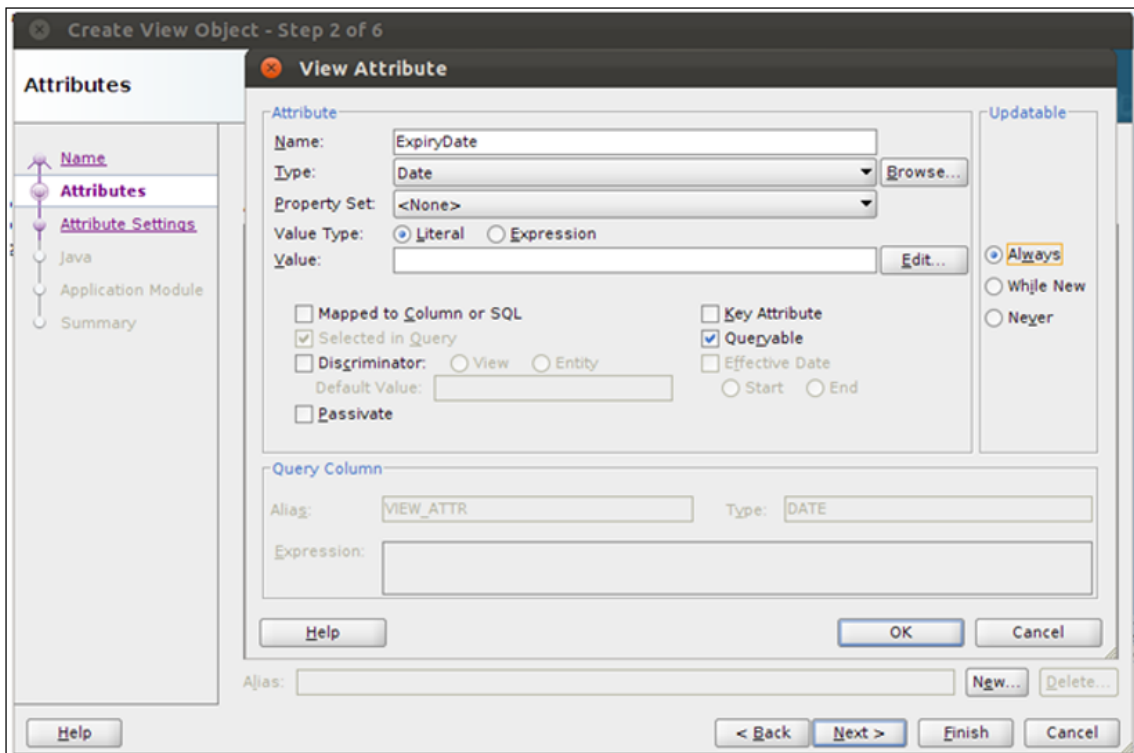 Create View Object - Step 2 of 6
Attributes
Name
Attributes
Attribute Settings
Java
Application Module
Summary
View Attribute
Attribute
Name: ExpiryDate
Type: Date Browse...
Property Set: <None>
Value Type: Literal Expression
Value: Edit...
Mapped to Column or SQL Key Attribute
Selected in Query Queryable
Discriminator: View Entity Effective Date
Default Value: Start End
Passivate
Updatable
Always
While New
Never
Query Column
Alias: VIEW_ATTR Type: DATE
Expression:
Help OK Cancel
Alias: New... Delete...
Help < Back Next > Finish Cancel